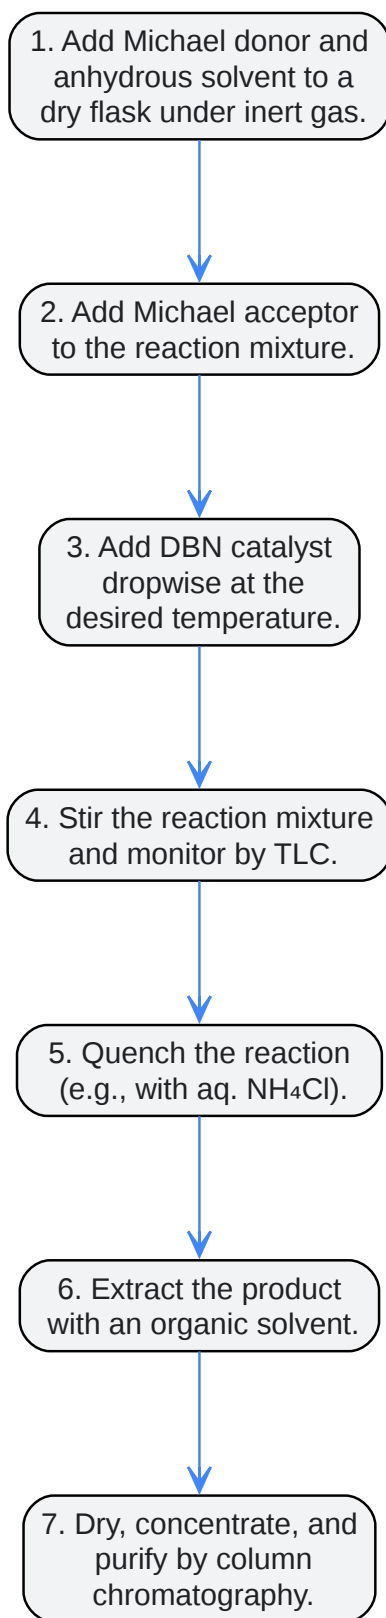 1. Add Michael donor and
anhydrous solvent to a
dry flask under inert gas.
2. Add Michael acceptor
to the reaction mixture.
3. Add DBN catalyst
dropwise at the
desired temperature.
4. Stir the reaction mixture
and monitor by TLC.
5. Quench the reaction
(e.g., with aq. NH₄Cl).
6. Extract the product
with an organic solvent.
7. Dry, concentrate, and
purify by column
chromatography.